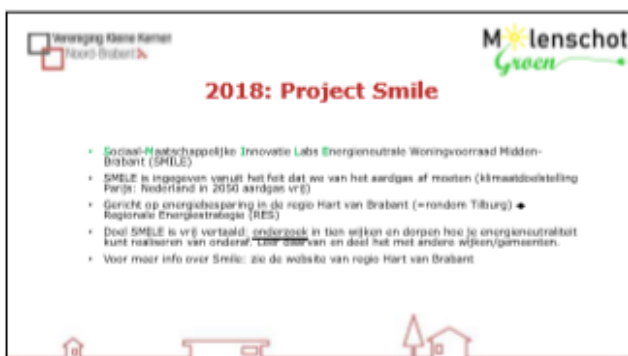 Vereniging Kleine Kernen
Noord-Brabant
M lenschot
Groen
2018: Project Smile
• Sociaal-Maatschappelijke Innovatie Labs Energieneutrale Woningvoorraad Midden-
Brabant (SMILE)
• SMILE is ingegeven vanuit het feit dat we van het aardgas af moeten (klimaatdoelstelling
Parijs: Nederland in 2050 aardgas vrij)
• Gericht op energiebesparing in de regio Hart van Brabant (=rondom Tilburg)
Regionale Energiestrategie (RES)
• Doel SMILE is vrij vertaald: onderzoek in tien wijken en dorpen hoe je energieneutraliteit
kunt realiseren van onderaf. Leer daarvan en deel het met andere wijken/gemeenten.
• Voor meer info over Smile: zie de website van regio Hart van Brabant